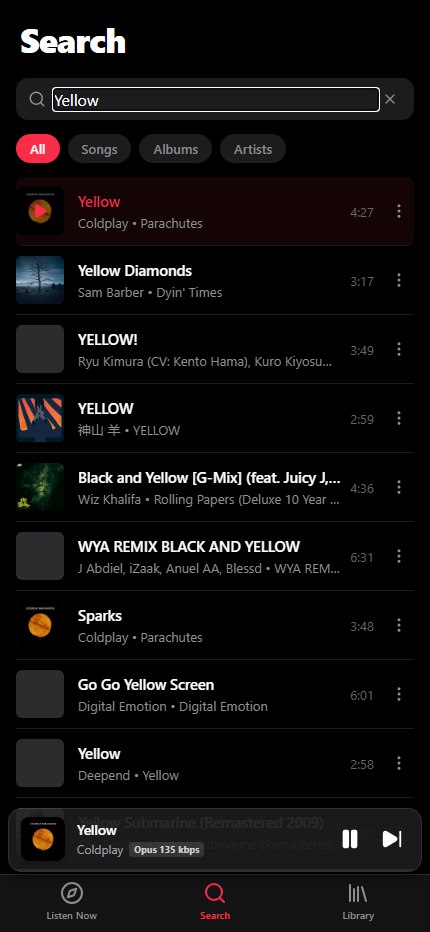 Search
Yellow
All
Songs
Albums
Artists
Yellow
4:27
Coldplay • Parachutes
Yellow Diamonds
3:17
Sam Barber • Dyin' Times
YELLOW!
3:49
Ryu Kimura (CV: Kento Hama), Kuro Kiyosu...
YELLOW
2:59
神山 羊 • YELLOW
Black and Yellow [G-Mix] (feat. Juicy J,...
4:36
Wiz Khalifa • Rolling Papers (Deluxe 10 Year ...
WYA REMIX BLACK AND YELLOW
6:31
J Abdiel, iZaak, Anuel AA, Blessd • WYA REM...
Sparks
3:48
Coldplay • Parachutes
Go Go Yellow Screen
6:01
Digital Emotion • Digital Emotion
Yellow
2:58
Deepend • Yellow
Yellow Submarine (Remastered 2009)
Yellow
Coldplay Opus 135 kbps
Listen Now
Search
Library